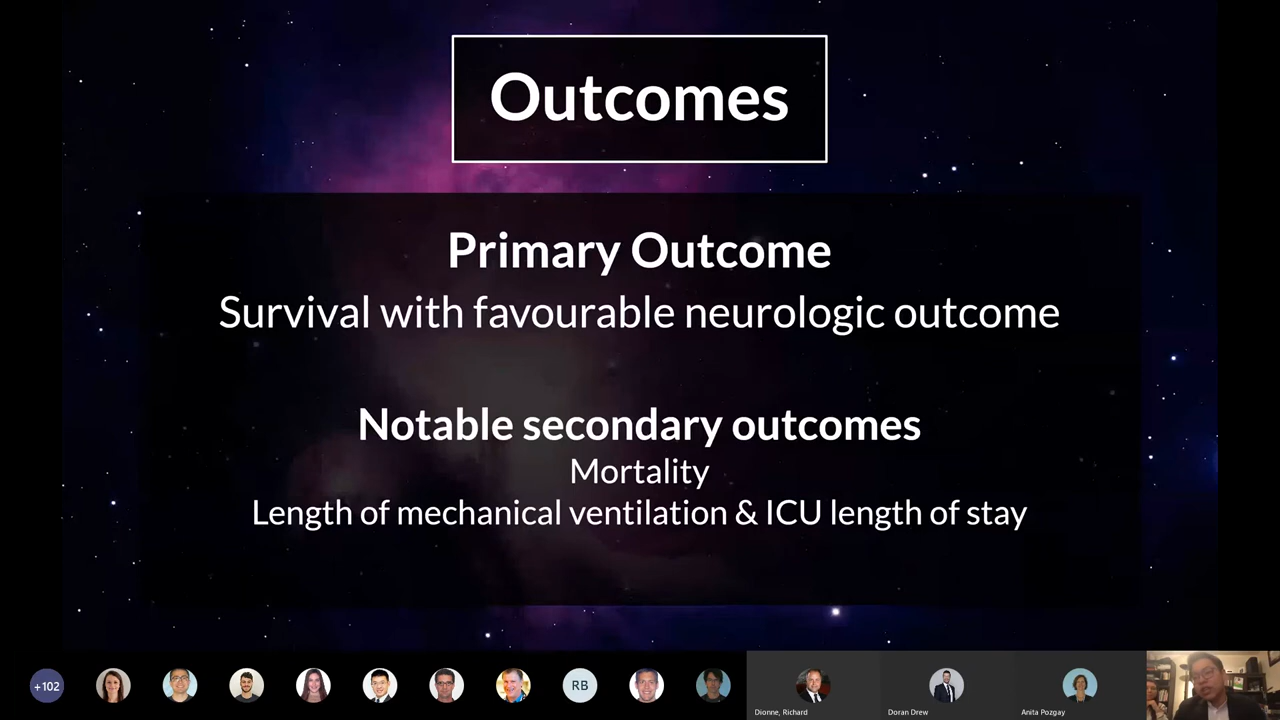 Outcomes
Primary Outcome
Survival with favourable neurologic outcome
Notable secondary outcomes
Mortality
Length of mechanical ventilation & ICU length of stay
+102
RB
Dionne, Richard
Doran Drew
Anita Pozgay